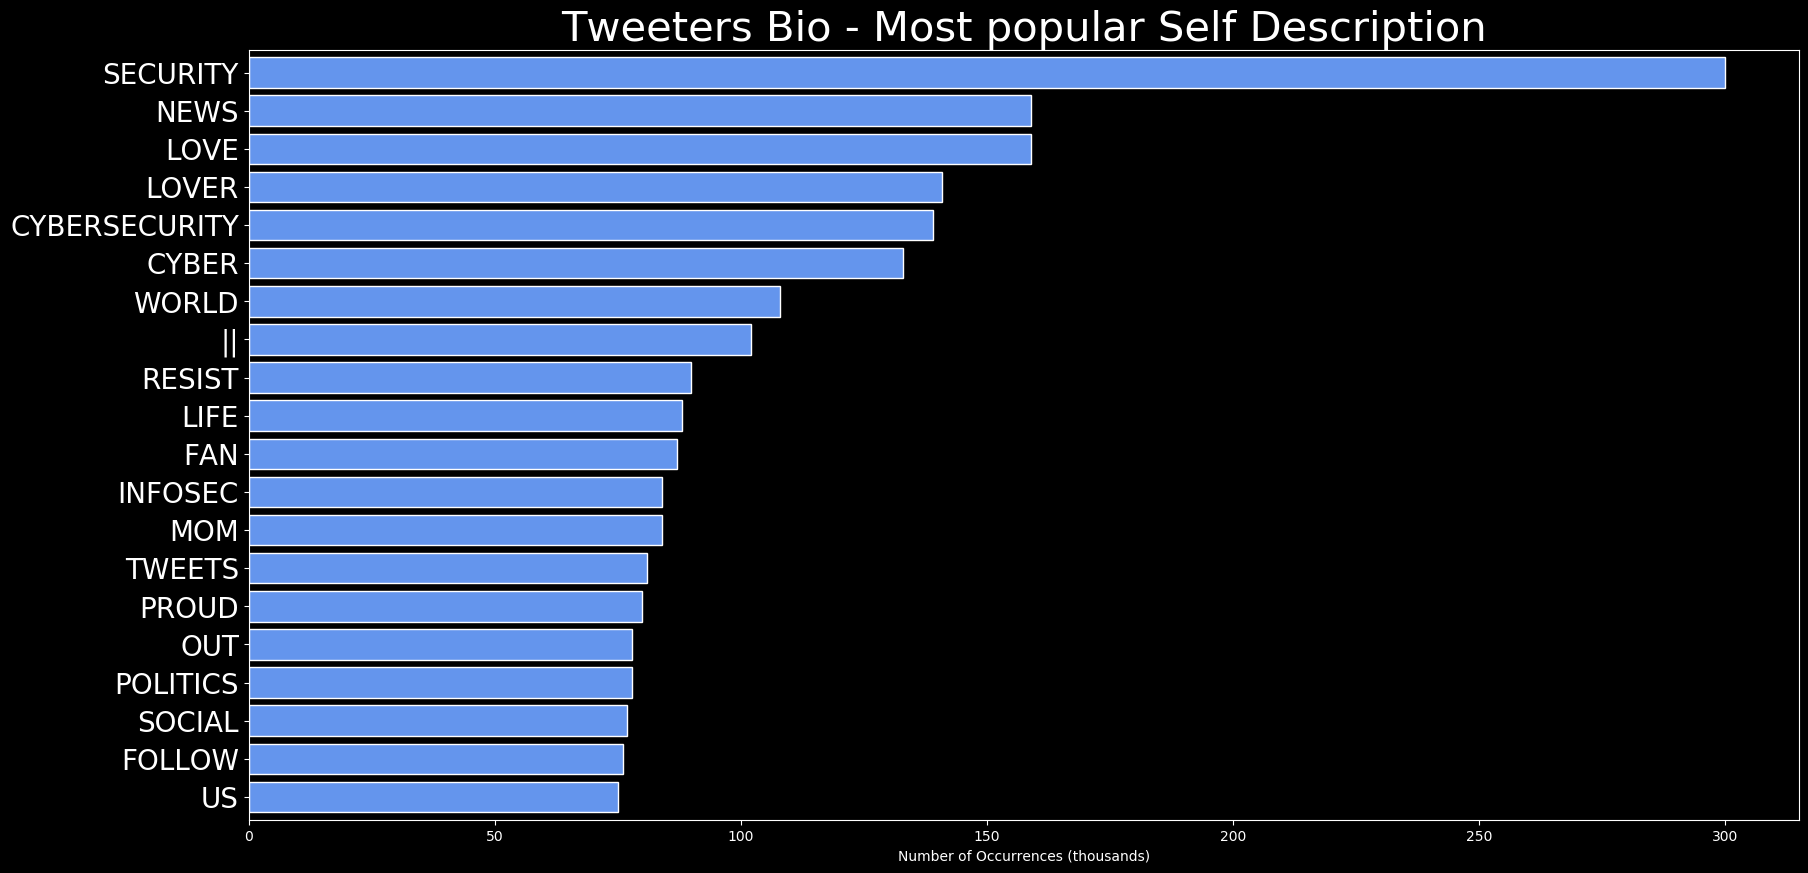 Tweeters Bio - Most popular Self Description
SECURITY
NEWS
LOVE
LOVER
CYBERSECURITY
CYBER
WORLD
||
RESIST
LIFE
FAN
INFOSEC
MOM
TWEETS
PROUD
OUT
POLITICS
SOCIAL
FOLLOW
US
0 50 100 150 200 250 300
Number of Occurrences (thousands)